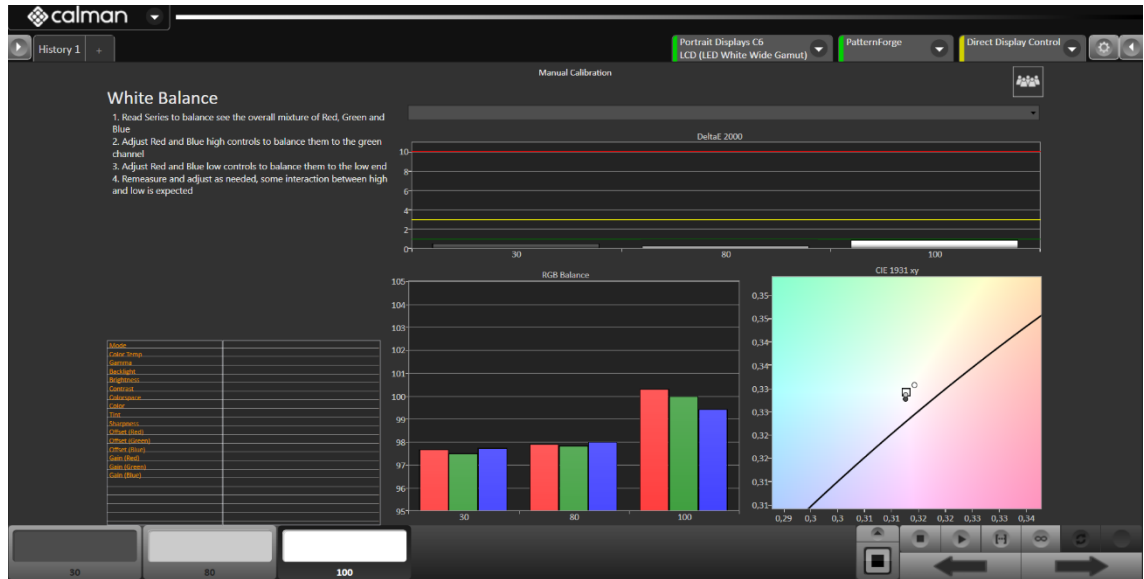 calman
History 1
+
Portrait Displays C6
LCD (LED White Wide Gamut)
PatternForge
Direct Display Control
Manual Calibration
White Balance
1. Read Series to balance see the overall mixture of Red, Green and
Blue
2. Adjust Red and Blue high controls to balance them to the green
channel
3. Adjust Red and Blue low controls to balance them to the low end
4. Remeasure and adjust as needed, some interaction between high
and low is expected
DeltaE 2000
10
8
6
4
2
0
30 80 100
RGB Balance
105
104
103
102
101
100
99
98
97
96
95
30 80 100
CIE 1931 xy
0,35
0,35
0,34
0,34
0,33
0,33
0,32
0,32
0,31
0,31
0,29 0,3 0,3 0,31 0,31 0,32 0,32 0,33 0,33 0,34
Mode
Color Temp
Gamma
Backlight
Brightness
Contrast
Colorspace
Color
Tint
Sharpness
Offset (Red)
Offset (Green)
Offset (Blue)
Gain (Red)
Gain (Green)
Gain (Blue)
30
80
100